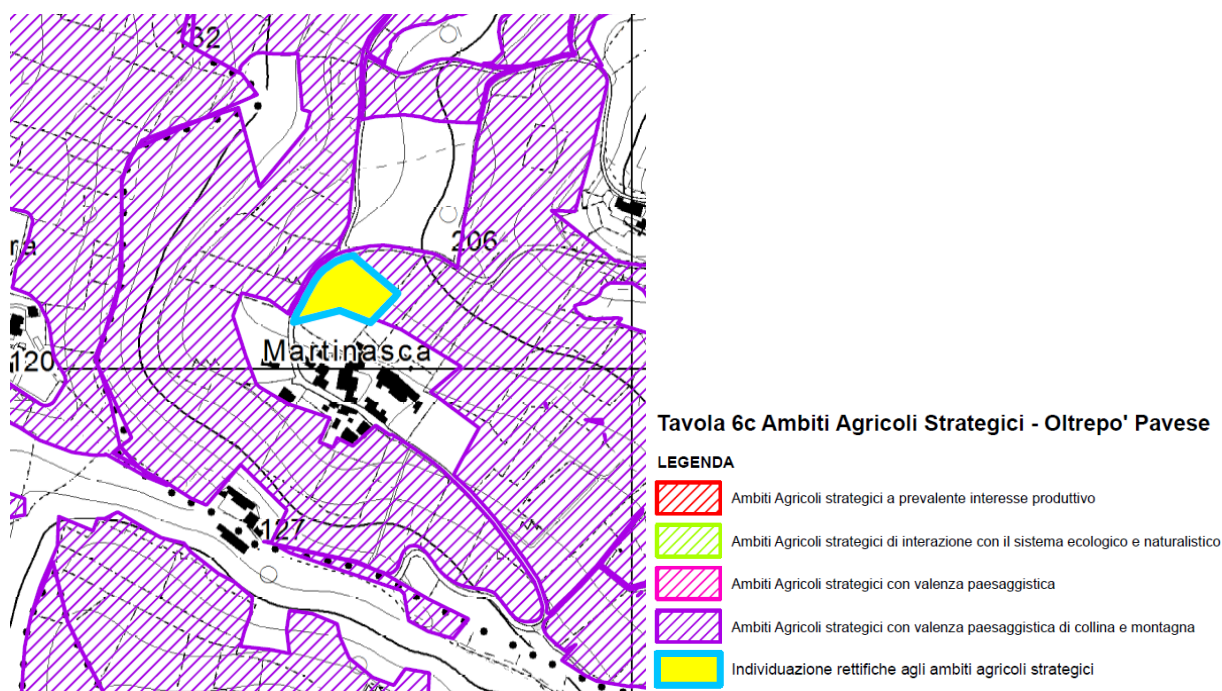 132
206
ra
Martinasca
120
127
Tavola 6c Ambiti Agricoli Strategici - Oltrepo' Pavese
LEGENDA
Ambiti Agricoli strategici a prevalente interesse produttivo
Ambiti Agricoli strategici di interazione con il sistema ecologico e naturalistico
Ambiti Agricoli strategici con valenza paesaggistica
Ambiti Agricoli strategici con valenza paesaggistica di collina e montagna
Individuazione rettifiche agli ambiti agricoli strategici